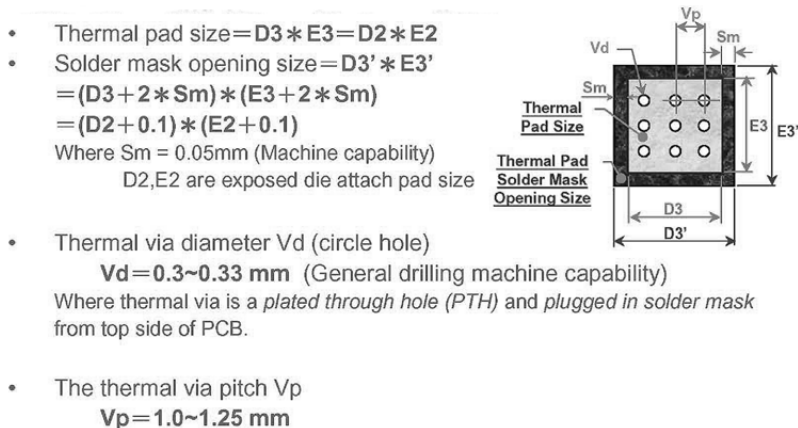 • Thermal pad size=D3*E3=D2*E2
• Solder mask opening size=D3'*E3'
=(D3+2*Sm)*(E3+2*Sm)
=(D2+0.1)*(E2+0.1)
Where Sm = 0.05mm (Machine capability)
D2,E2 are exposed die attach pad size
Vp
Vd
Sm
Sm
Thermal
Pad Size
E3
E3'
Thermal Pad
Solder Mask
Opening Size
D3
D3'
• Thermal via diameter Vd (circle hole)
Vd=0.3~0.33 mm (General drilling machine capability)
Where thermal via is a plated through hole (PTH) and plugged in solder mask
from top side of PCB.
• The thermal via pitch Vp
Vp=1.0~1.25 mm